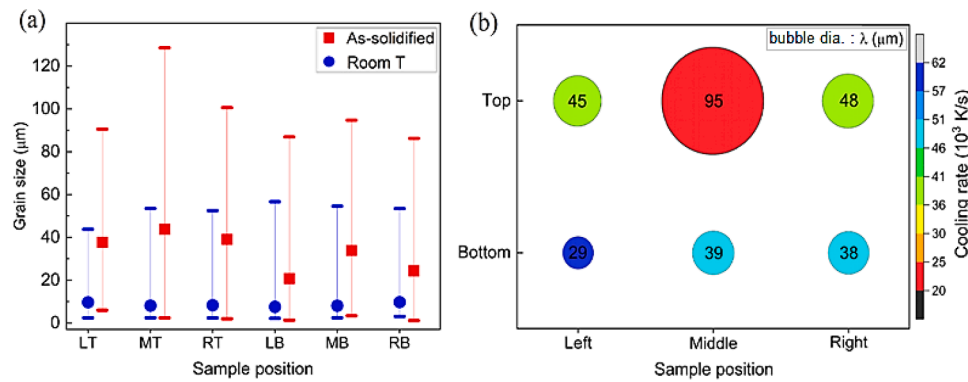 (a)
As-solidified
Room T
Grain size (μm)
120
100
80
60
40
20
0
LT MT RT LB MB RB
Sample position
(b)
bubble dia. : λ (μm)
Top
45 95 48
Bottom
29 39 38
Left Middle Right
Sample position
62
57
51
46
41
36
30
25
20
Cooling rate (10³ K/s)